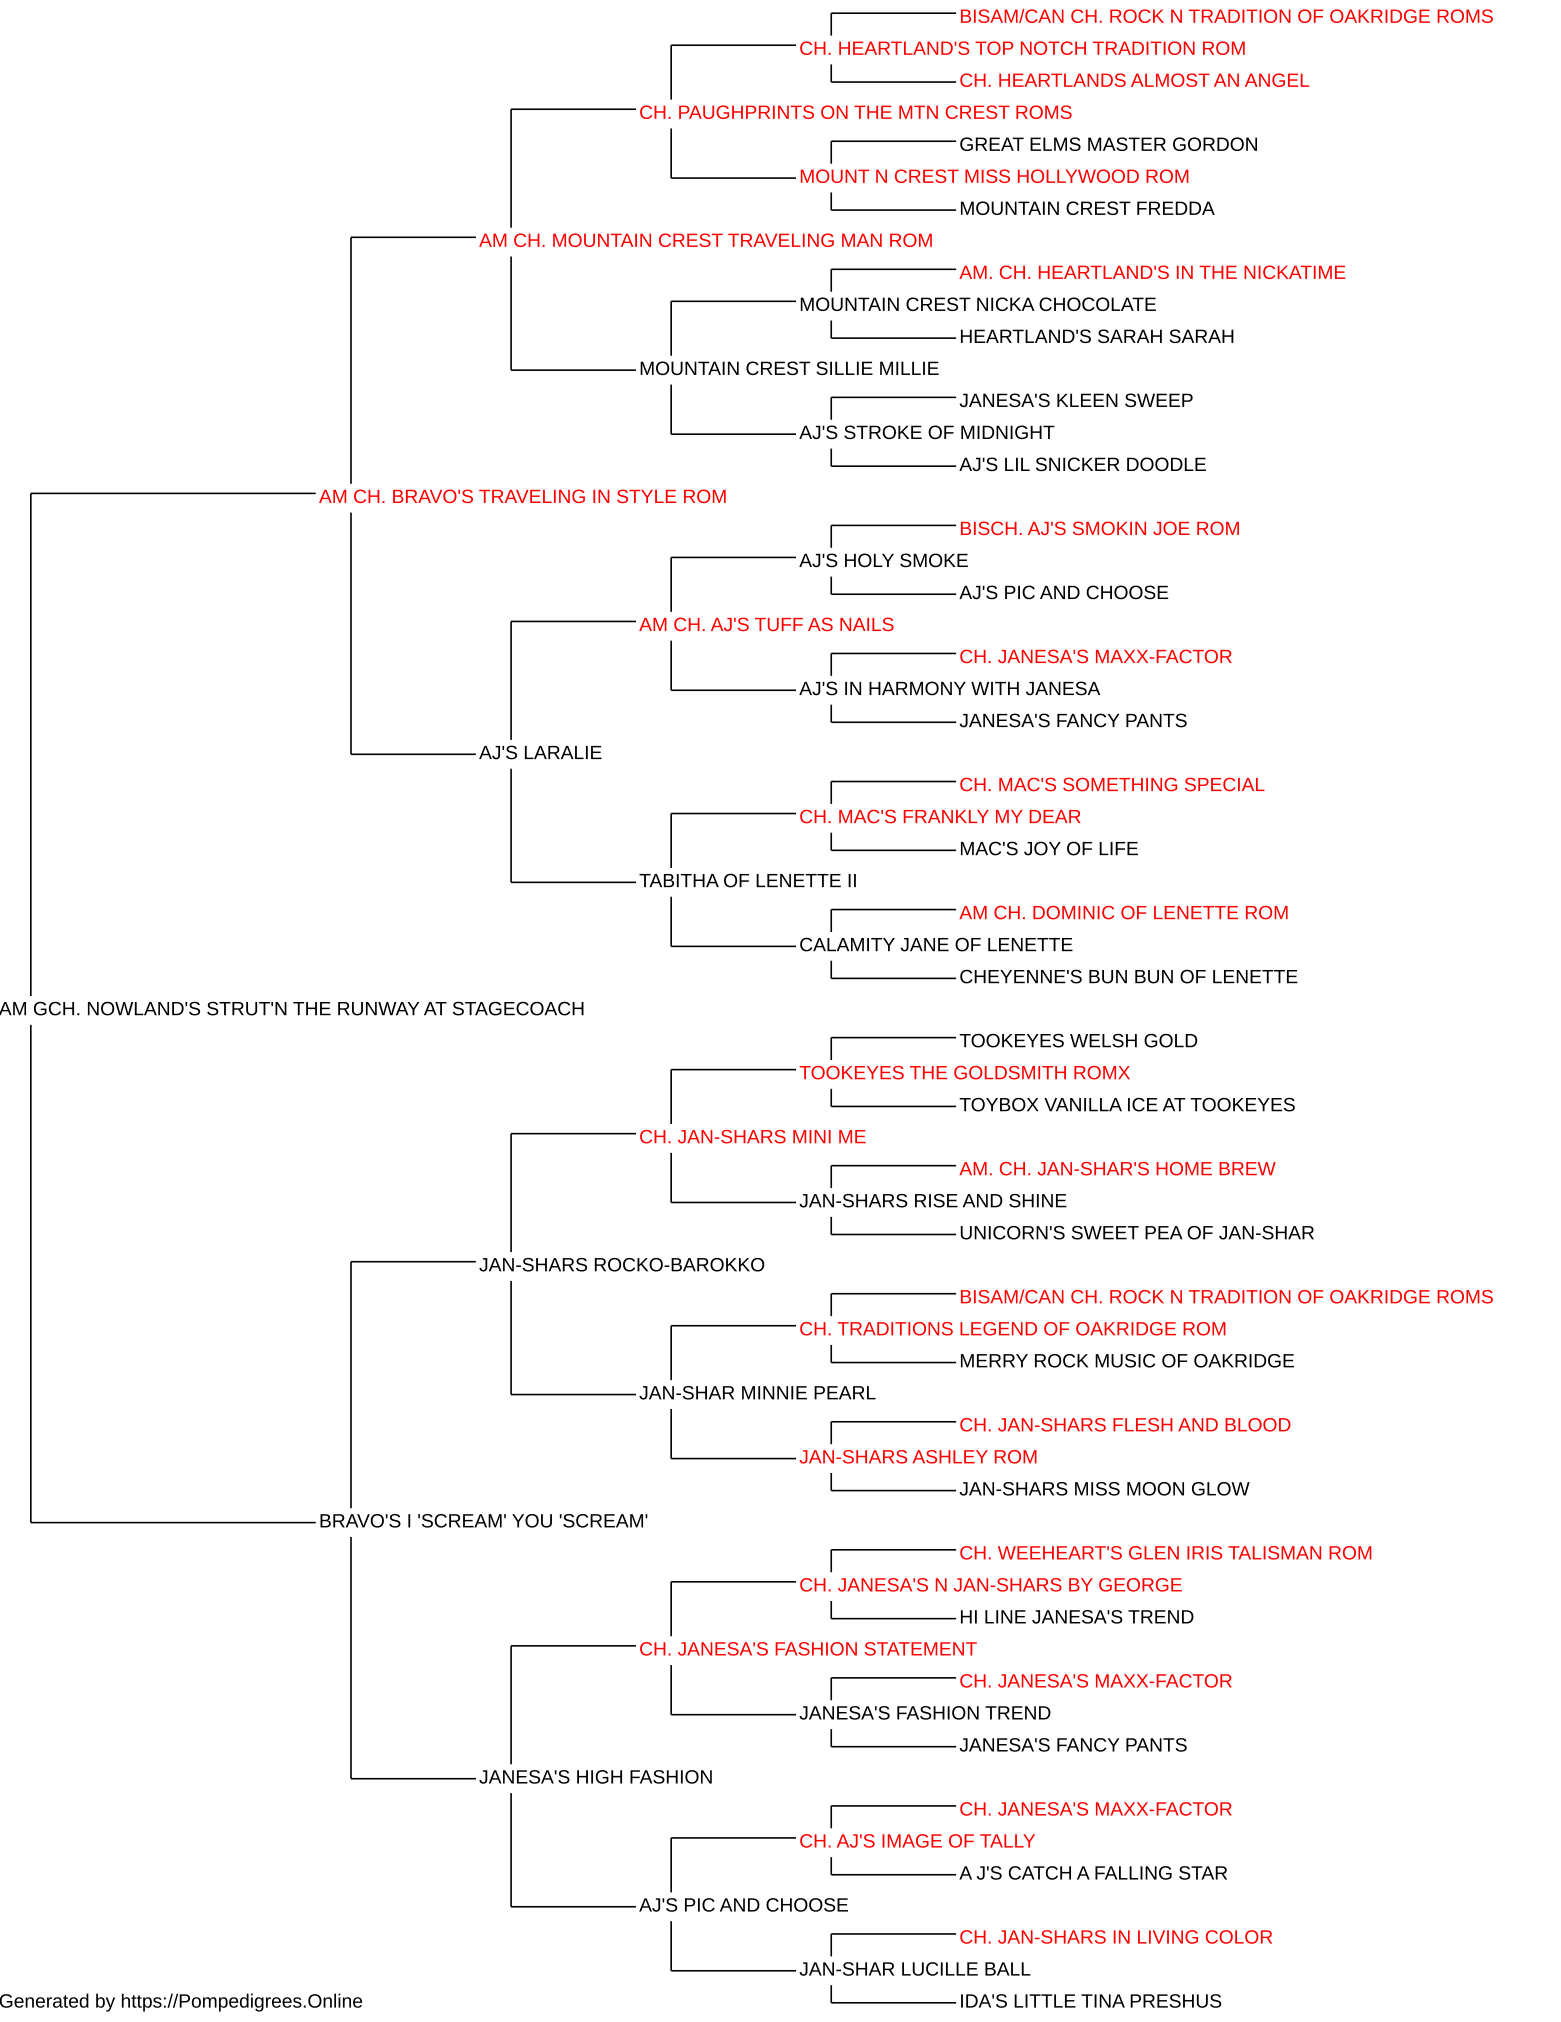 BISAM/CAN CH. ROCK N TRADITION OF OAKRIDGE ROMS
CH. HEARTLAND'S TOP NOTCH TRADITION ROM
CH. HEARTLANDS ALMOST AN ANGEL
CH. PAUGHPRINTS ON THE MTN CREST ROMS
GREAT ELMS MASTER GORDON
MOUNT N CREST MISS HOLLYWOOD ROM
MOUNTAIN CREST FREDDA
AM CH. MOUNTAIN CREST TRAVELING MAN ROM
AM. CH. HEARTLAND'S IN THE NICKATIME
MOUNTAIN CREST NICKA CHOCOLATE
HEARTLAND'S SARAH SARAH
MOUNTAIN CREST SILLIE MILLIE
JANESA'S KLEEN SWEEP
AJ'S STROKE OF MIDNIGHT
AJ'S LIL SNICKER DOODLE
AM CH. BRAVO'S TRAVELING IN STYLE ROM
BISCH. AJ'S SMOKIN JOE ROM
AJ'S HOLY SMOKE
AJ'S PIC AND CHOOSE
AM CH. AJ'S TUFF AS NAILS
CH. JANESA'S MAXX-FACTOR
AJ'S IN HARMONY WITH JANESA
JANESA'S FANCY PANTS
AJ'S LARALIE
CH. MAC'S SOMETHING SPECIAL
CH. MAC'S FRANKLY MY DEAR
MAC'S JOY OF LIFE
TABITHA OF LENETTE II
AM CH. DOMINIC OF LENETTE ROM
CALAMITY JANE OF LENETTE
CHEYENNE'S BUN BUN OF LENETTE
AM GCH. NOWLAND'S STRUT'N THE RUNWAY AT STAGECOACH
TOOKEYES WELSH GOLD
TOOKEYES THE GOLDSMITH ROMX
TOYBOX VANILLA ICE AT TOOKEYES
CH. JAN-SHARS MINI ME
AM. CH. JAN-SHAR'S HOME BREW
JAN-SHARS RISE AND SHINE
UNICORN'S SWEET PEA OF JAN-SHAR
JAN-SHARS ROCKO-BAROKKO
BISAM/CAN CH. ROCK N TRADITION OF OAKRIDGE ROMS
CH. TRADITIONS LEGEND OF OAKRIDGE ROM
MERRY ROCK MUSIC OF OAKRIDGE
JAN-SHAR MINNIE PEARL
CH. JAN-SHARS FLESH AND BLOOD
JAN-SHARS ASHLEY ROM
JAN-SHARS MISS MOON GLOW
BRAVO'S I 'SCREAM' YOU 'SCREAM'
CH. WEEHEART'S GLEN IRIS TALISMAN ROM
CH. JANESA'S N JAN-SHARS BY GEORGE
HI LINE JANESA'S TREND
CH. JANESA'S FASHION STATEMENT
CH. JANESA'S MAXX-FACTOR
JANESA'S FASHION TREND
JANESA'S FANCY PANTS
JANESA'S HIGH FASHION
CH. JANESA'S MAXX-FACTOR
CH. AJ'S IMAGE OF TALLY
A J'S CATCH A FALLING STAR
AJ'S PIC AND CHOOSE
CH. JAN-SHARS IN LIVING COLOR
JAN-SHAR LUCILLE BALL
IDA'S LITTLE TINA PRESHUS
Generated by https://Pompedigrees.Online